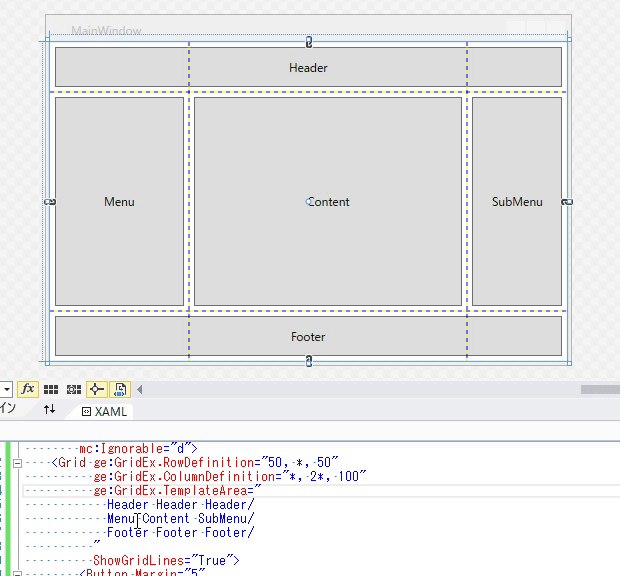 MainWindow
Header
Menu
Content
SubMenu
Footer
fx
イン
XAML
mc:Ignorable="d">
<Grid ge:GridEx.RowDefinition="50, *, 50"
ge:GridEx.ColumnDefinition="*, 2*, 100"
ge:GridEx.TemplateArea="
Header Header Header/
Menu Content SubMenu/
Footer Footer Footer/
"
ShowGridLines="True">
<Button Margin="5"